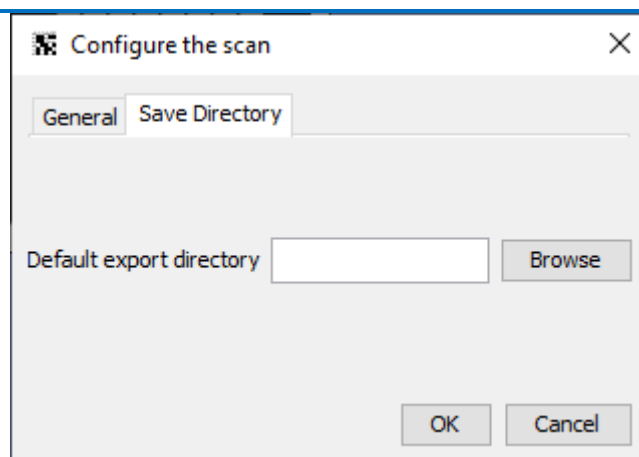 Configure the scan
General Save Directory
Default export directory Browse
OK Cancel